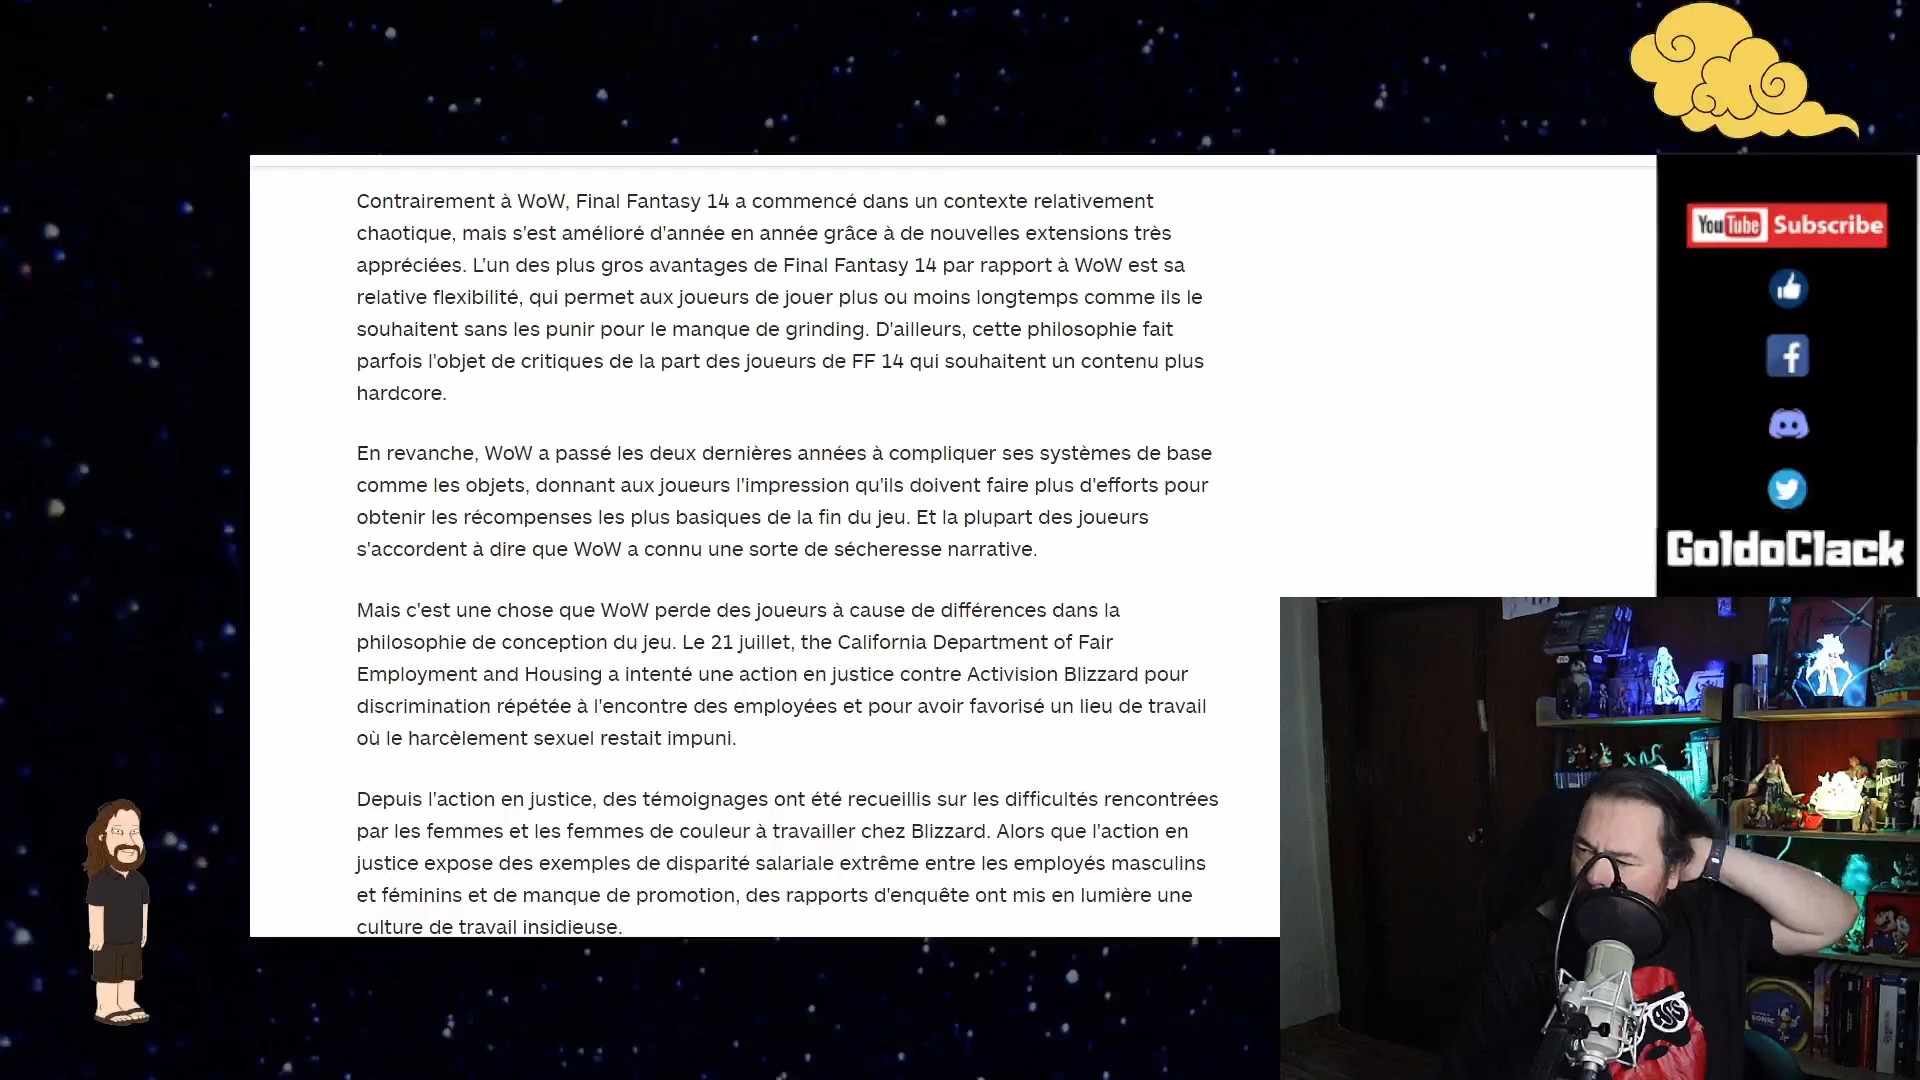 Contrairement à WoW, Final Fantasy 14 a commencé dans un contexte relativement
chaotique, mais s'est amélioré d'année en année grâce à de nouvelles extensions très
appréciées. L'un des plus gros avantages de Final Fantasy 14 par rapport à WoW est sa
relative flexibilité, qui permet aux joueurs de jouer plus ou moins longtemps comme ils le
souhaitent sans les punir pour le manque de grinding. D'ailleurs, cette philosophie fait
parfois l'objet de critiques de la part des joueurs de FF 14 qui souhaitent un contenu plus
hardcore.
En revanche, WoW a passé les deux dernières années à compliquer ses systèmes de base
comme les objets, donnant aux joueurs l'impression qu'ils doivent faire plus d'efforts pour
obtenir les récompenses les plus basiques de la fin du jeu. Et la plupart des joueurs
s'accordent à dire que WoW a connu une sorte de sécheresse narrative.
Mais c'est une chose que WoW perde des joueurs à cause de différences dans la
philosophie de conception du jeu. Le 21 juillet, the California Department of Fair
Employment and Housing a intenté une action en justice contre Activision Blizzard pour
discrimination répétée à l'encontre des employées et pour avoir favorisé un lieu de travail
où le harcèlement sexuel restait impuni.
Depuis l'action en justice, des témoignages ont été recueillis sur les difficultés rencontrées
par les femmes et les femmes de couleur à travailler chez Blizzard. Alors que l'action en
justice expose des exemples de disparité salariale extrême entre les employés masculins
et féminins et de manque de promotion, des rapports d'enquête ont mis en lumière une
culture de travail insidieuse.
YouTube Subscribe
GoldoClack
SONIC